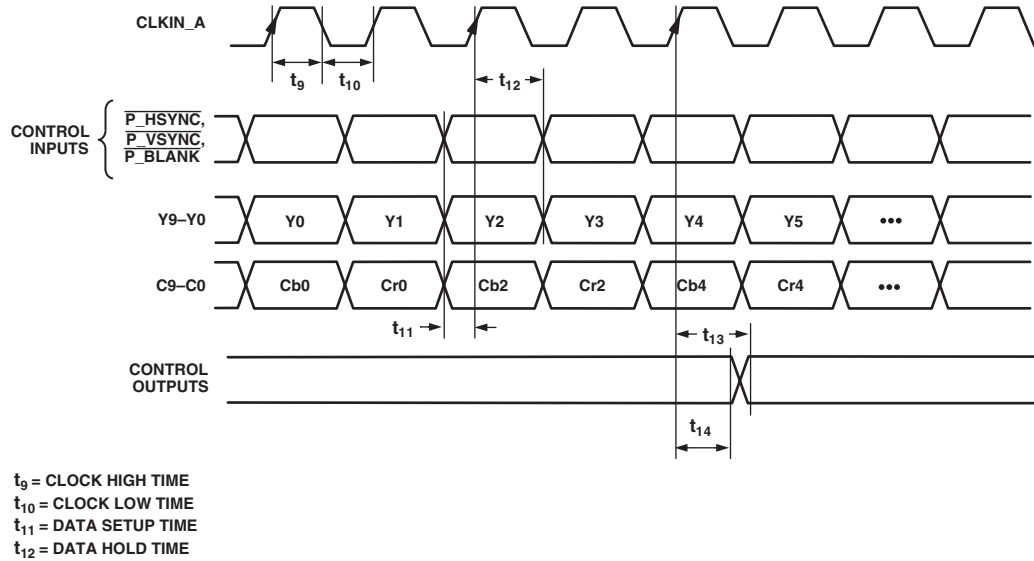 CLKIN_A
t9
t10
t12
CONTROL INPUTS
P_HSYNC,
P_VSYNC,
P_BLANK
Y9–Y0
Y0 Y1 Y2 Y3 Y4 Y5 •••
C9–C0
Cb0 Cr0 Cb2 Cr2 Cb4 Cr4 •••
t11
t13
CONTROL
OUTPUTS
t14
t9 = CLOCK HIGH TIME
t10 = CLOCK LOW TIME
t11 = DATA SETUP TIME
t12 = DATA HOLD TIME